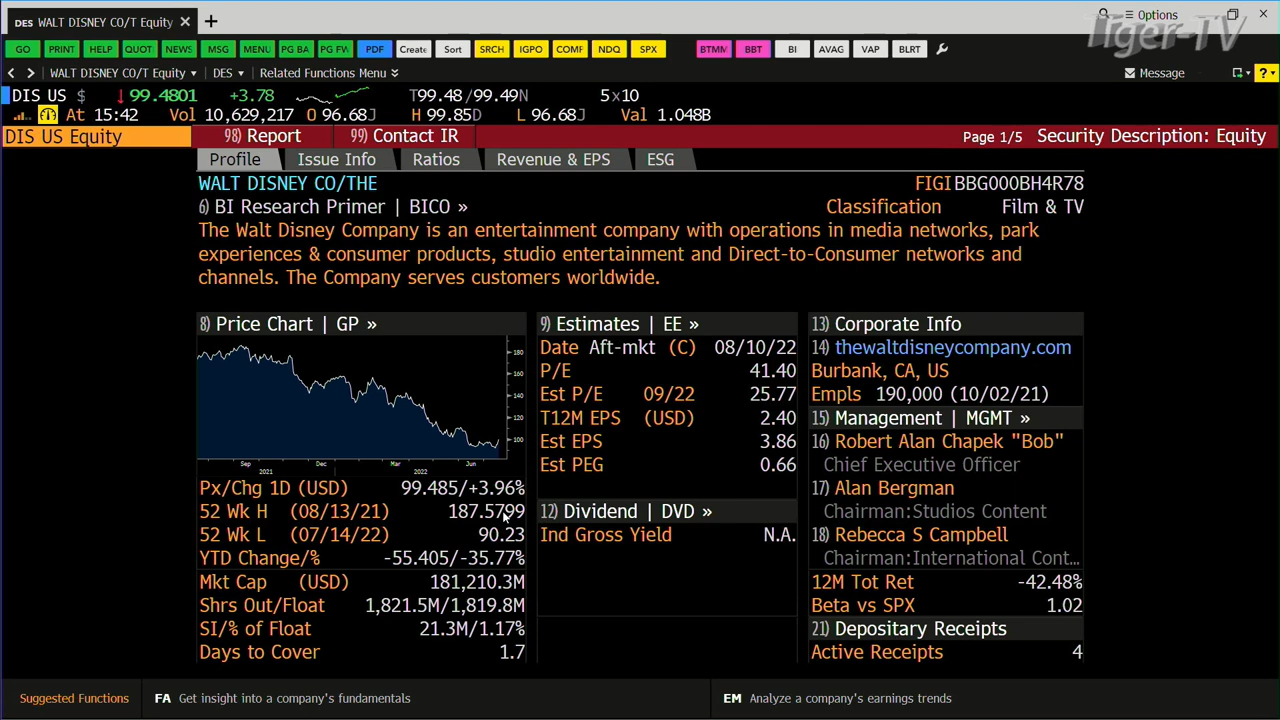 DES WALT DISNEY CO/T Equity × +
Options
Tiger-TV
GO PRINT HELP QUOT NEWS MSG MENU PG BA PG FW PDF Create Sort SRCH IGPO COMF NDQ SPX BTMM BBT BI AVAG VAP BLRT
WALT DISNEY CO/T Equity DES Related Functions Menu Message ?
DIS US $ ↓99.4801 +3.78 T99.48/99.49N 5x10
At 15:42 Vol 10,629,217 O 96.68J H 99.85D L 96.68J Val 1.048B
DIS US Equity 98) Report 99) Contact IR Page 1/5 Security Description: Equity
Profile Issue Info Ratios Revenue & EPS ESG
WALT DISNEY CO/THE FIGI BBG000BH4R78
6) BI Research Primer | BICO » Classification Film & TV
The Walt Disney Company is an entertainment company with operations in media networks, park
experiences & consumer products, studio entertainment and Direct-to-Consumer networks and
channels. The Company serves customers worldwide.
8) Price Chart | GP »
180
160
140
120
100
Sep Dec Mar Jun
2021 2022
Px/Chg 1D (USD) 99.485/+3.96%
52 Wk H (08/13/21) 187.5799
52 Wk L (07/14/22) 90.23
YTD Change/% -55.405/-35.77%
Mkt Cap (USD) 181,210.3M
Shrs Out/Float 1,821.5M/1,819.8M
SI/% of Float 21.3M/1.17%
Days to Cover 1.7
9) Estimates | EE »
Date Aft-mkt (C) 08/10/22
P/E 41.40
Est P/E 09/22 25.77
T12M EPS (USD) 2.40
Est EPS 3.86
Est PEG 0.66
12) Dividend | DVD »
Ind Gross Yield N.A.
13) Corporate Info
14) thewaltdisneycompany.com
Burbank, CA, US
Empls 190,000 (10/02/21)
15) Management | MGMT »
16) Robert Alan Chapek "Bob"
Chief Executive Officer
17) Alan Bergman
Chairman:Studios Content
18) Rebecca S Campbell
Chairman:International Cont...
12M Tot Ret -42.48%
Beta vs SPX 1.02
21) Depositary Receipts
Active Receipts 4
Suggested Functions FA Get insight into a company's fundamentals EM Analyze a company's earnings trends